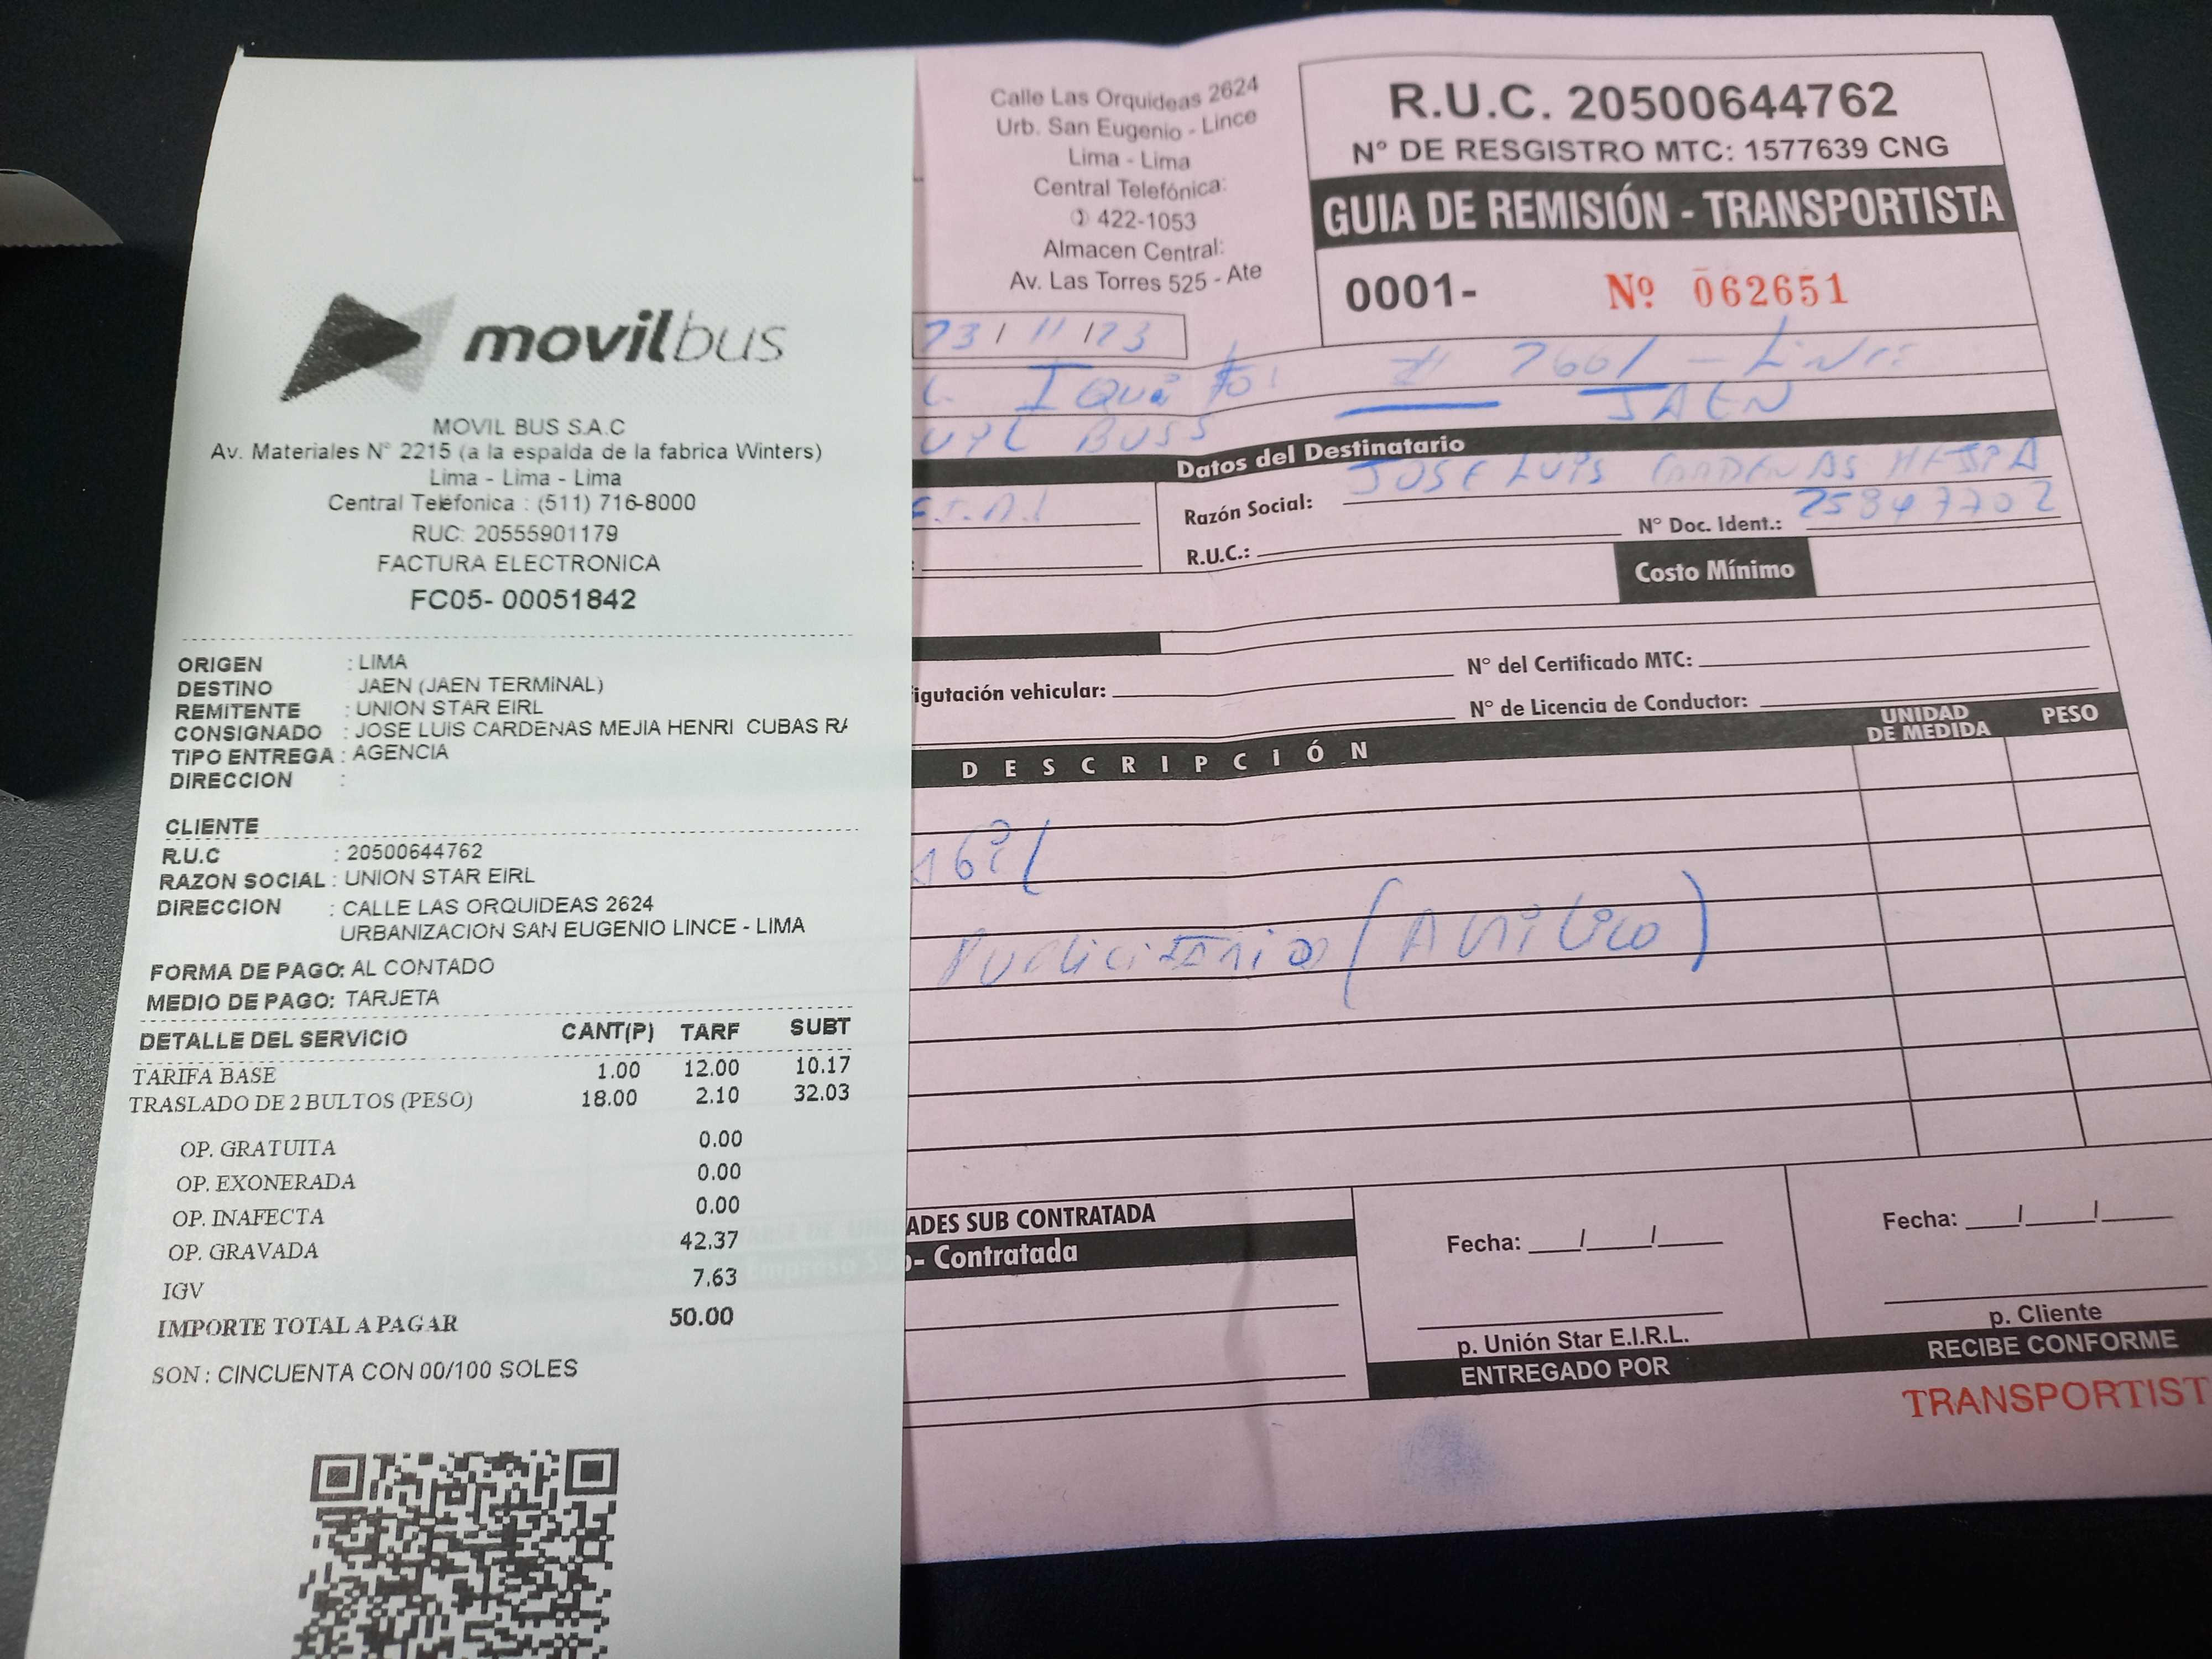 movilbus
MOVIL BUS S.A.C
Av. Materiales N° 2215 (a la espalda de la fabrica Winters)
Lima - Lima - Lima
Central Telefonica : (511) 716-8000
RUC: 20555901179
FACTURA ELECTRONICA
FC05- 00051842
ORIGEN : LIMA
DESTINO JAEN (JAEN TERMINAL)
REMITENTE : UNION STAR EIRL
CONSIGNADO : JOSE LUIS CARDENAS MEJIA HENRI CUBAS
TIPO ENTREGA : AGENCIA
DIRECCION :
CLIENTE
R.U.C : 20500644762
RAZON SOCIAL : UNION STAR EIRL
DIRECCION : CALLE LAS ORQUIDEAS 2624
URBANIZACION SAN EUGENIO LINCE - LIMA
FORMA DE PAGO: AL CONTADO
MEDIO DE PAGO: TARJETA
DETALLE DEL SERVICIO CANT(P) TARF SUBT
TARIFA BASE 1.00 12.00 10.17
TRASLADO DE 2 BULTOS (PESO) 18.00 2.10 32.03
OP. GRATUITA 0.00
OP. EXONERADA 0.00
OP. INAFECTA 0.00
OP. GRAVADA 42.37
IGV 7.63
IMPORTE TOTAL A PAGAR 50.00
SON : CINCUENTA CON 00/100 SOLES
Calle Las Orquideas 2624
Urb. San Eugenio - Lince
Lima - Lima
Central Telefónica:
✆ 422-1053
Almacen Central:
Av. Las Torres 525 - Ate
R.U.C. 20500644762
N° DE RESGISTRO MTC: 1577639 CNG
GUIA DE REMISIÓN - TRANSPORTISTA
0001- Nº 062651
23/11/23
JAEN
BUSS
Datos del Destinatario
Razón Social: JOSE LUIS CARDENAS
N° Doc. Ident.: 25847702
R.U.C.:
Costo Mínimo
N° del Certificado MTC:
vehicular:
N° de Licencia de Conductor:
DESCRIPCIÓN UNIDAD DE MEDIDA PESO
Publicitario
SUB CONTRATADA
- Contratada
Fecha: / /
Fecha: / /
p. Unión Star E.I.R.L.
p. Cliente
ENTREGADO POR
RECIBE CONFORME
TRANSPORTIST